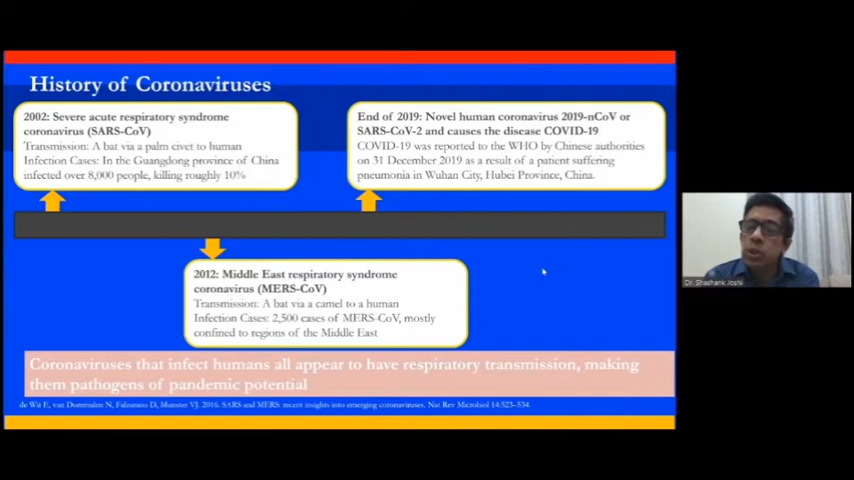 History of Coronaviruses
2002: Severe acute respiratory syndrome
coronavirus (SARS-CoV)
Transmission: A bat via a palm civet to human
Infection Cases: In the Guangdong province of China
infected over 8,000 people, killing roughly 10%
End of 2019: Novel human coronavirus 2019-nCoV or
SARS-CoV-2 and causes the disease COVID-19
COVID-19 was reported to the WHO by Chinese authorities
on 31 December 2019 as a result of a patient suffering
pneumonia in Wuhan City, Hubei Province, China.
2012: Middle East respiratory syndrome
coronavirus (MERS-CoV)
Transmission: A bat via a camel to a human
Infection Cases: 2,500 cases of MERS-CoV, mostly
confined to regions of the Middle East
Coronaviruses that infect humans all appear to have respiratory transmission, making
them pathogens of pandemic potential
de Wit E, van Doremalen N, Falzarano D, Munster VJ. 2016. SARS and MERS: recent insights into emerging coronaviruses. Nat Rev Microbiol 14:523–534.
Dr. Shashank Joshi